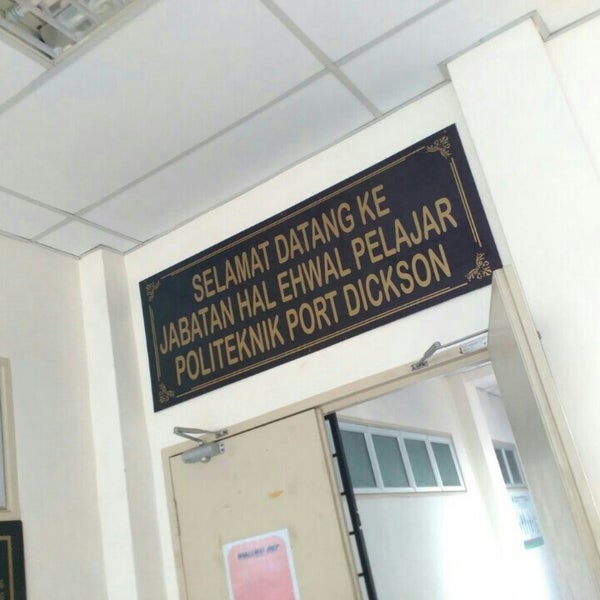 SELAMAT DATANG KE
JABATAN HAL EHWAL PELAJAR
POLITEKNIK PORT DICKSON